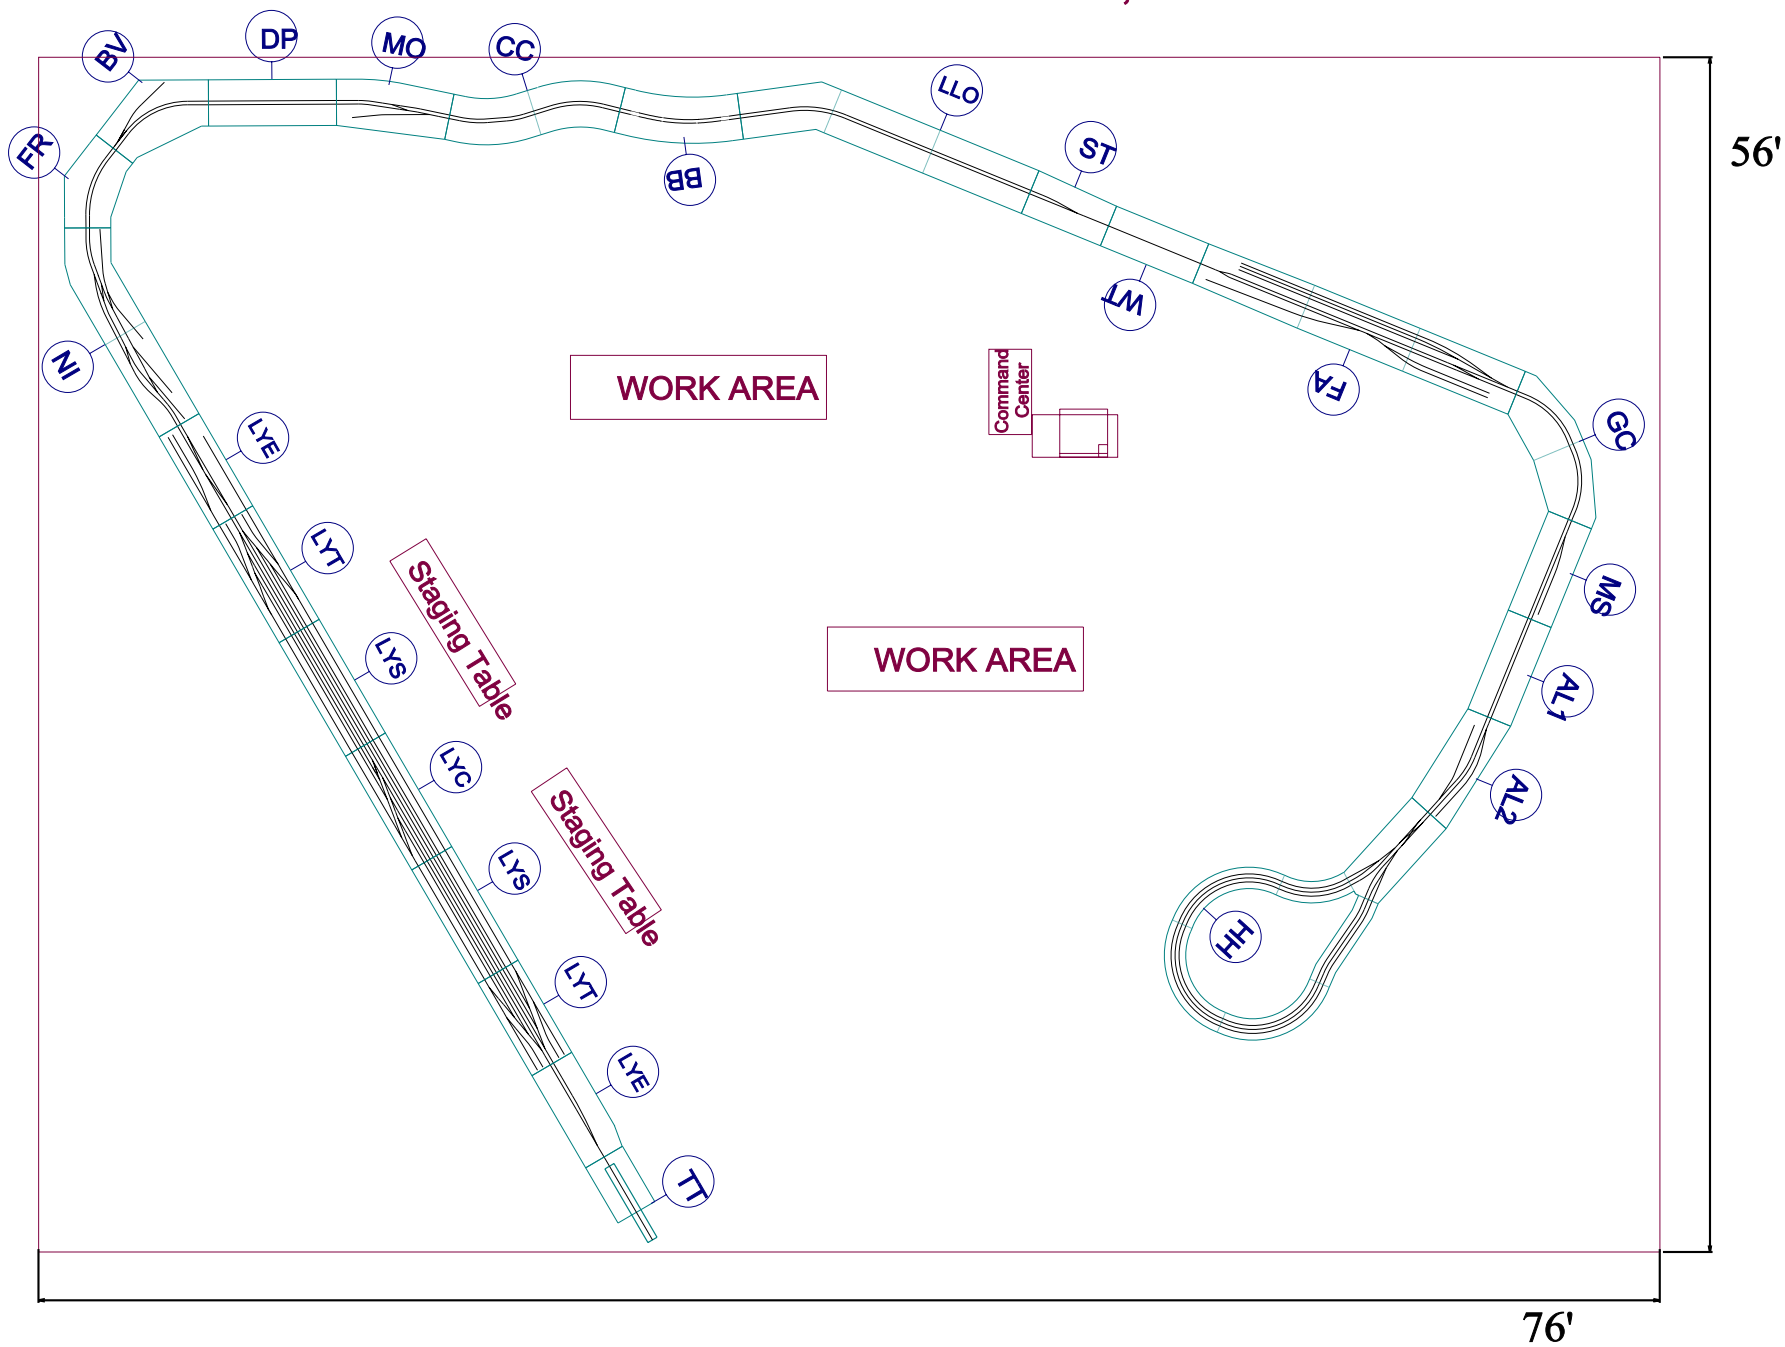 BV
DP
MO
CC
LLO
ST
56'
FR
BB
WT
NI
WORK AREA
Command
Center
FA
GC
LYE
LYT
Staging Table
LYS
WORK AREA
MS
AL1
LYC
Staging Table
AL2
LYS
HH
LYT
LYE
TT
76'